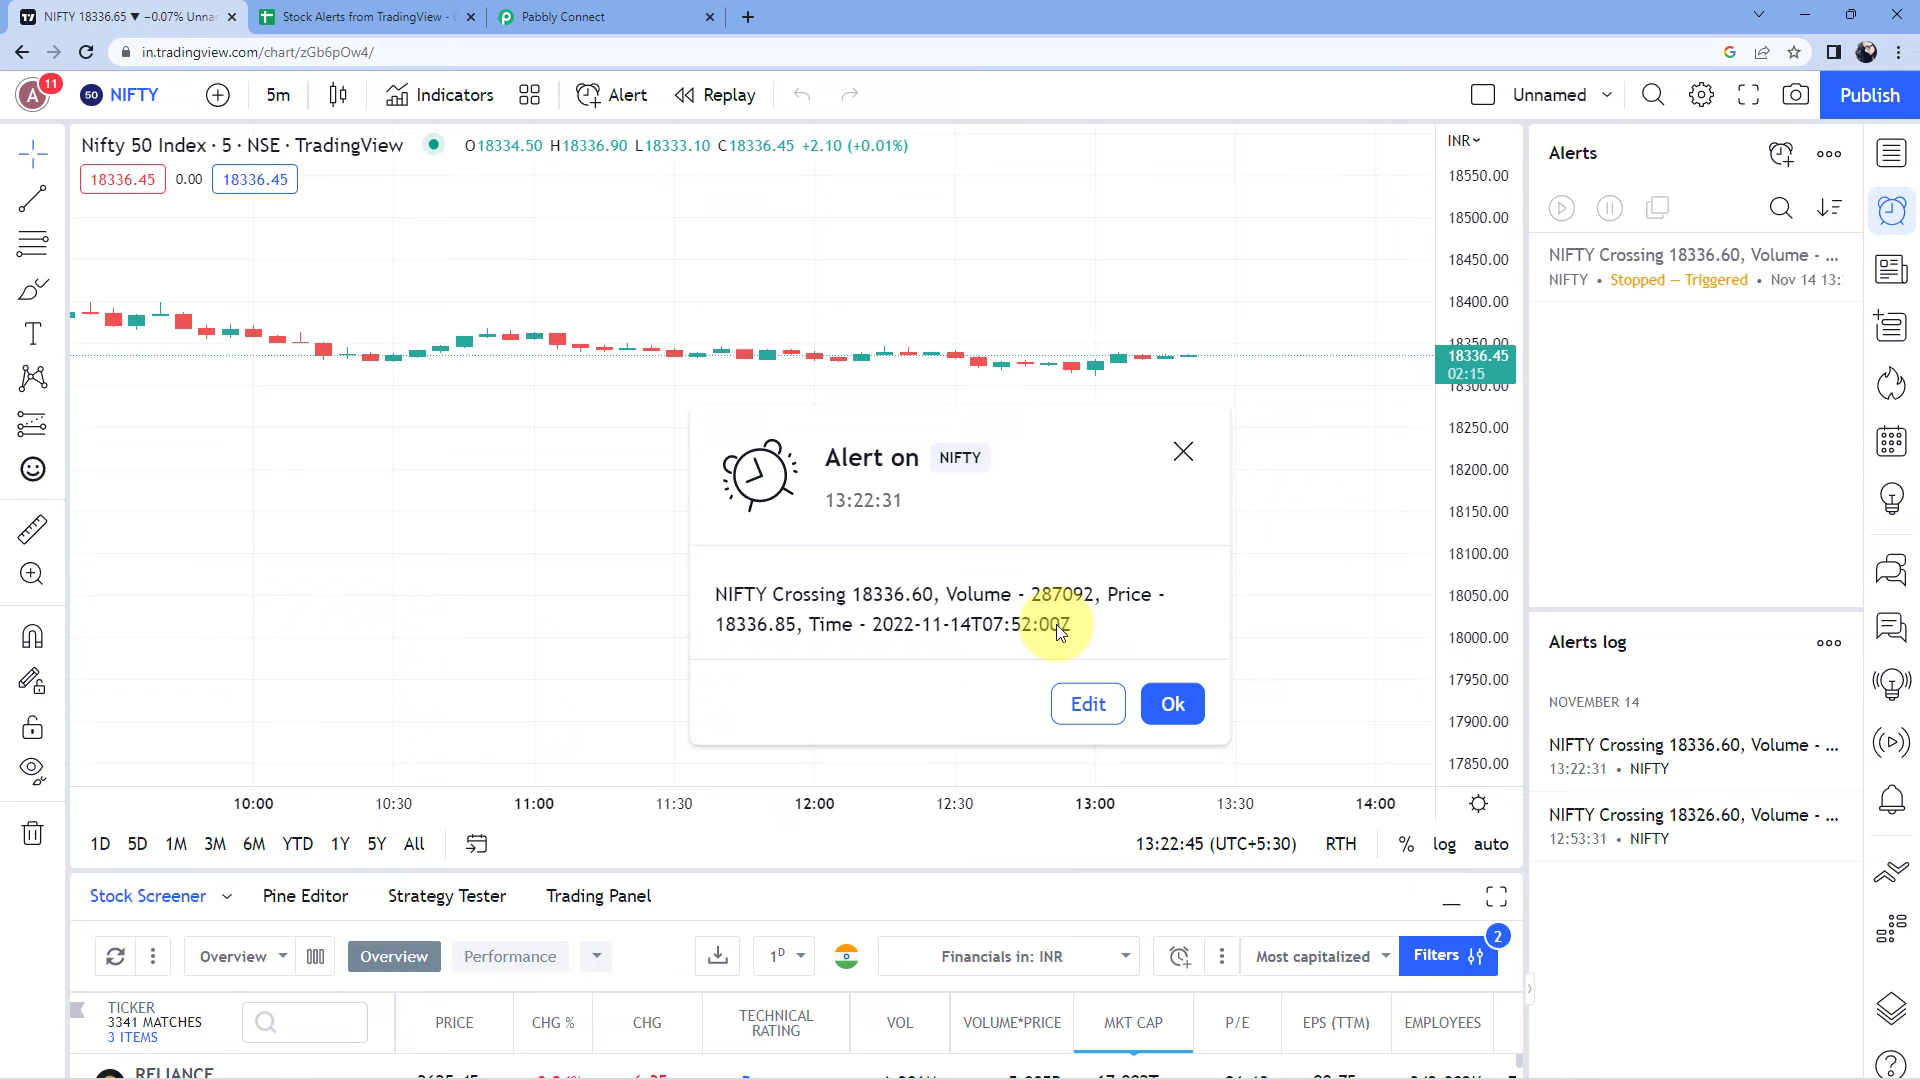 NIFTY 18336.65 ▼ −0.07% Unnar
Stock Alerts from TradingView -
Pabbly Connect
in.tradingview.com/chart/zGb6pOw4/
A
11
50 NIFTY
5m
Indicators
Alert
Replay
Unnamed
Publish
Nifty 50 Index · 5 · NSE · TradingView
O18334.50 H18336.90 L18333.10 C18336.45 +2.10 (+0.01%)
18336.45 0.00 18336.45
INR
18550.00
18500.00
18450.00
18400.00
18350.00
18336.45
02:15
18300.00
18250.00
18200.00
18150.00
18100.00
18050.00
18000.00
17950.00
17900.00
17850.00
Alert on NIFTY
13:22:31
NIFTY Crossing 18336.60, Volume - 287092, Price -
18336.85, Time - 2022-11-14T07:52:00Z
Edit
Ok
10:00 10:30 11:00 11:30 12:00 12:30 13:00 13:30 14:00
1D 5D 1M 3M 6M YTD 1Y 5Y All
13:22:45 (UTC+5:30) RTH % log auto
Alerts
NIFTY Crossing 18336.60, Volume - ...
NIFTY • Stopped — Triggered • Nov 14 13:
Alerts log
NOVEMBER 14
NIFTY Crossing 18336.60, Volume - ...
13:22:31 • NIFTY
NIFTY Crossing 18326.60, Volume - ...
12:53:31 • NIFTY
Stock Screener Pine Editor Strategy Tester Trading Panel
Overview
Overview
Performance
1D
Financials in: INR
Most capitalized
Filters
2
TICKER
3341 MATCHES
3 ITEMS
PRICE
CHG %
CHG
TECHNICAL
RATING
VOL
VOLUME*PRICE
MKT CAP
P/E
EPS (TTM)
EMPLOYEES
RELIANCE